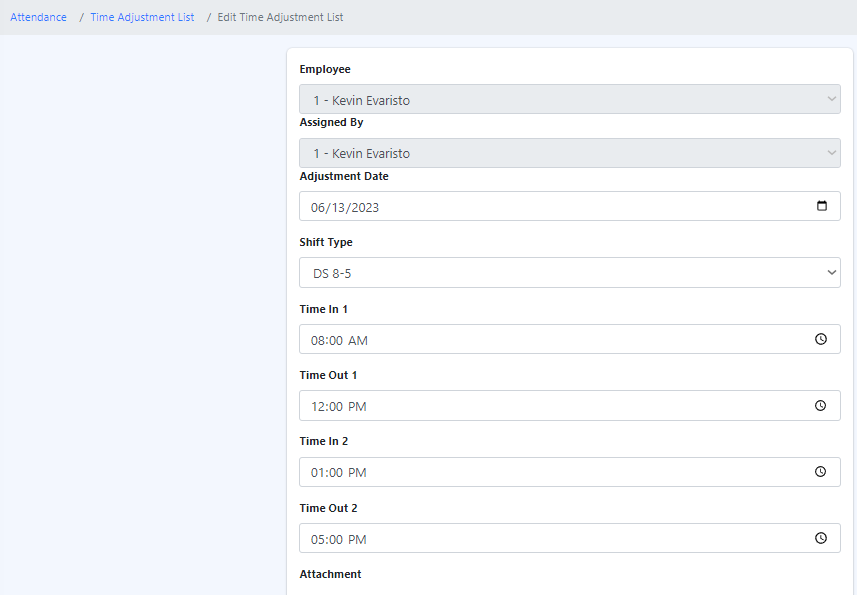 Attendance / Time Adjustment List / Edit Time Adjustment List
Employee
1 - Kevin Evaristo
Assigned By
1 - Kevin Evaristo
Adjustment Date
06/13/2023
Shift Type
DS 8-5
Time In 1
08:00 AM
Time Out 1
12:00 PM
Time In 2
01:00 PM
Time Out 2
05:00 PM
Attachment